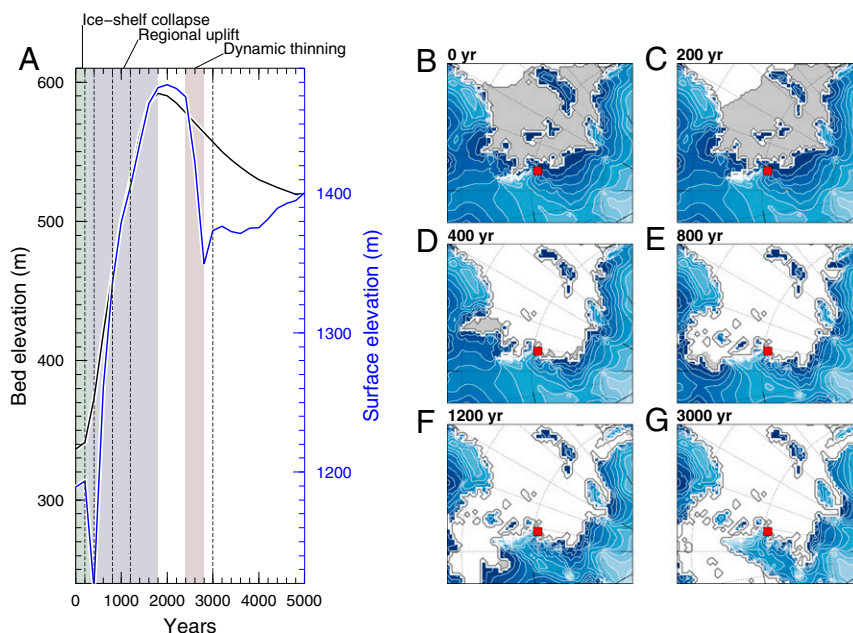 Ice-shelf collapse
Regional uplift
Dynamic thinning
A
600
500
400
300
Bed elevation (m)
1400
1300
1200
Surface elevation (m)
0 1000 2000 3000 4000 5000
Years
B 0 yr
C 200 yr
D 400 yr
E 800 yr
F 1200 yr
G 3000 yr